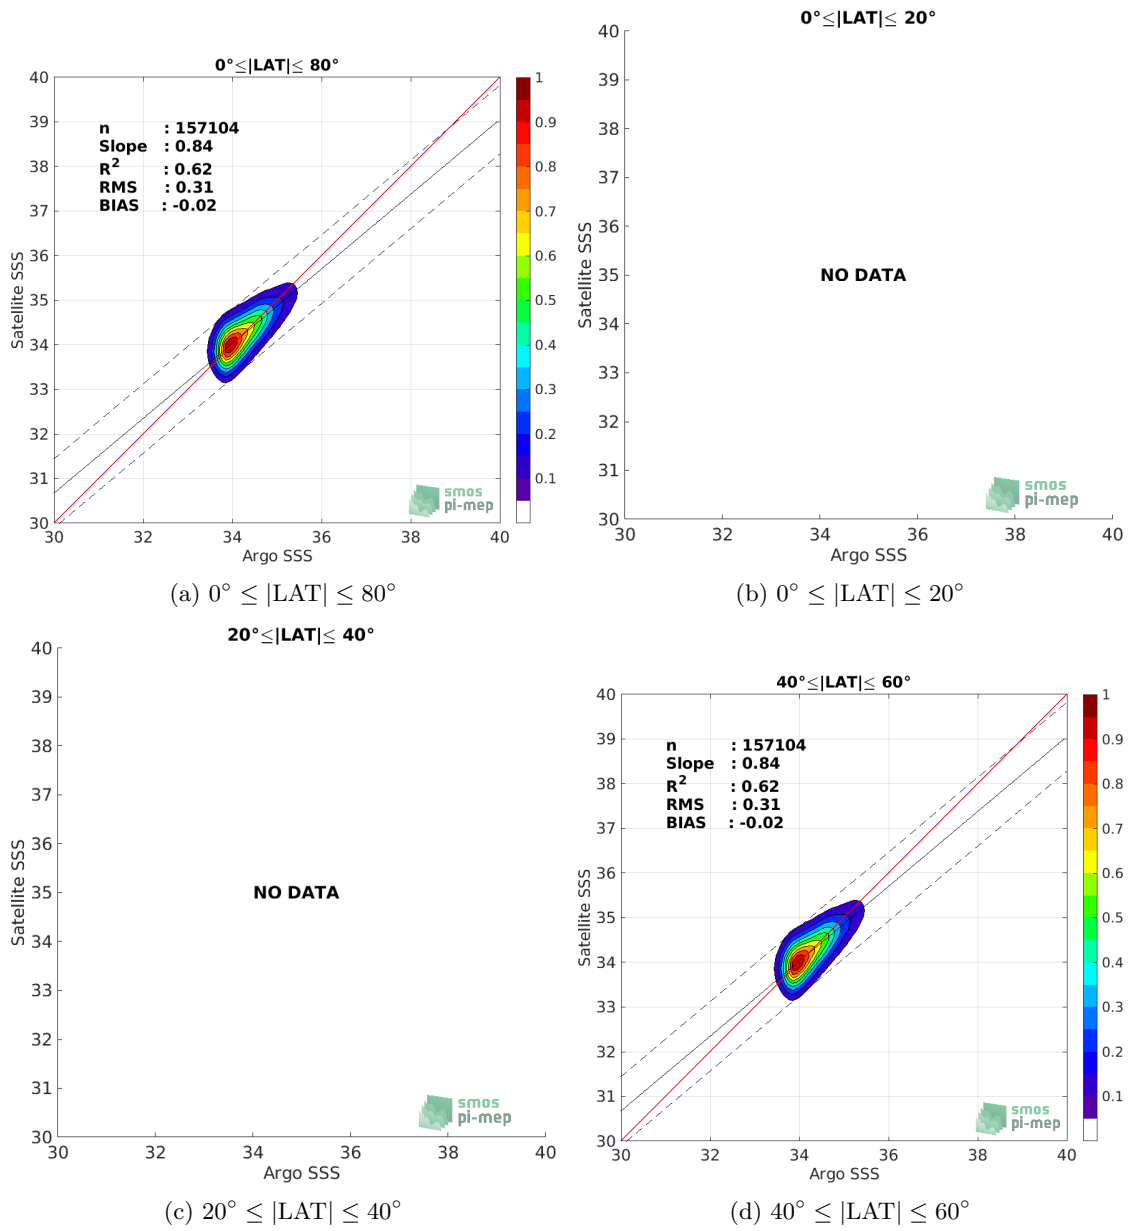 0°≤|LAT|≤ 80°
40
39
38
37
36
35
34
33
32
31
30
Satellite SSS
n : 157104
Slope : 0.84
R2 : 0.62
RMS : 0.31
BIAS : -0.02
smos
pi-mep
30 32 34 36 38 40
Argo SSS
1
0.9
0.8
0.7
0.6
0.5
0.4
0.3
0.2
0.1
(a) 0° ≤ |LAT| ≤ 80°
0°≤|LAT|≤ 20°
40
39
38
37
36
35
34
33
32
31
30
Satellite SSS
NO DATA
smos
pi-mep
30 32 34 36 38 40
Argo SSS
(b) 0° ≤ |LAT| ≤ 20°
20°≤|LAT|≤ 40°
40
39
38
37
36
35
34
33
32
31
30
Satellite SSS
NO DATA
smos
pi-mep
30 32 34 36 38 40
Argo SSS
(c) 20° ≤ |LAT| ≤ 40°
40°≤|LAT|≤ 60°
40
39
38
37
36
35
34
33
32
31
30
Satellite SSS
n : 157104
Slope : 0.84
R2 : 0.62
RMS : 0.31
BIAS : -0.02
smos
pi-mep
30 32 34 36 38 40
Argo SSS
1
0.9
0.8
0.7
0.6
0.5
0.4
0.3
0.2
0.1
(d) 40° ≤ |LAT| ≤ 60°